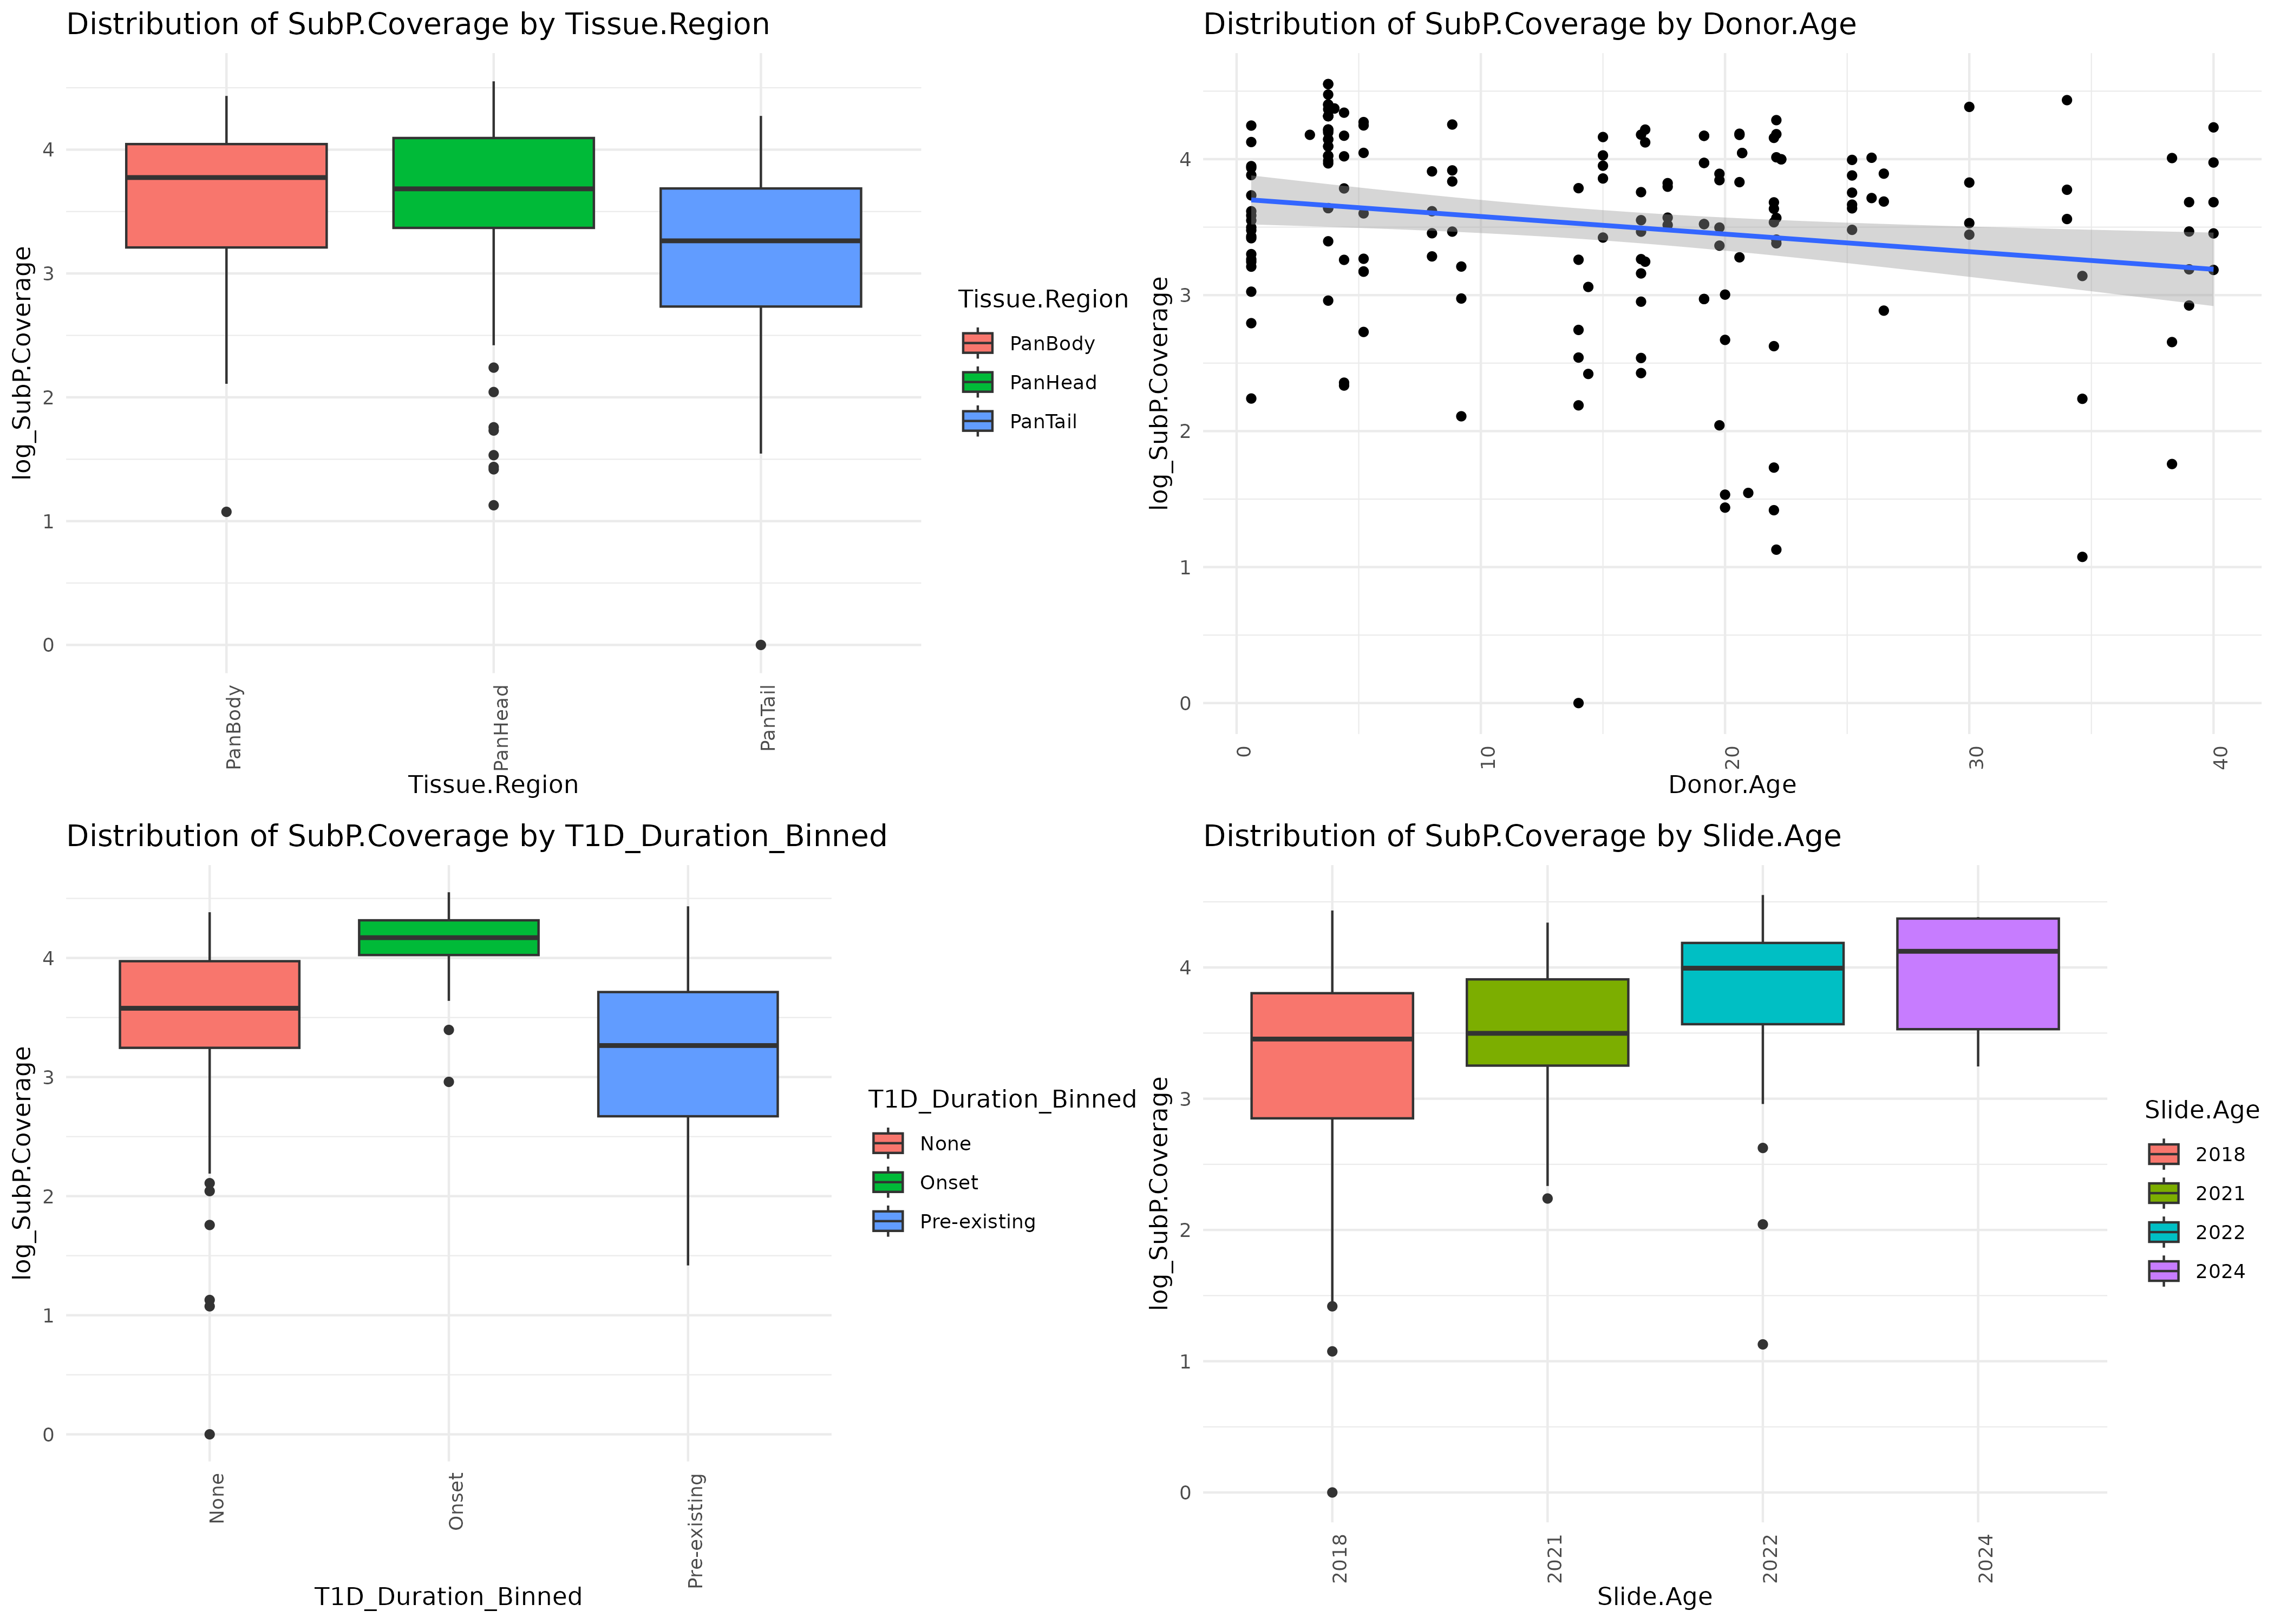 Distribution of SubP.Coverage by Tissue.Region
log_SubP.Coverage
4
3
2
1
0
PanBody
PanHead
PanTail
Tissue.Region
Tissue.Region
PanBody
PanHead
PanTail
Distribution of SubP.Coverage by Donor.Age
log_SubP.Coverage
4
3
2
1
0
0
10
20
30
40
Donor.Age
Distribution of SubP.Coverage by T1D_Duration_Binned
log_SubP.Coverage
4
3
2
1
0
None
Onset
Pre-existing
T1D_Duration_Binned
T1D_Duration_Binned
None
Onset
Pre-existing
Distribution of SubP.Coverage by Slide.Age
log_SubP.Coverage
4
3
2
1
0
2018
2021
2022
2024
Slide.Age
Slide.Age
2018
2021
2022
2024